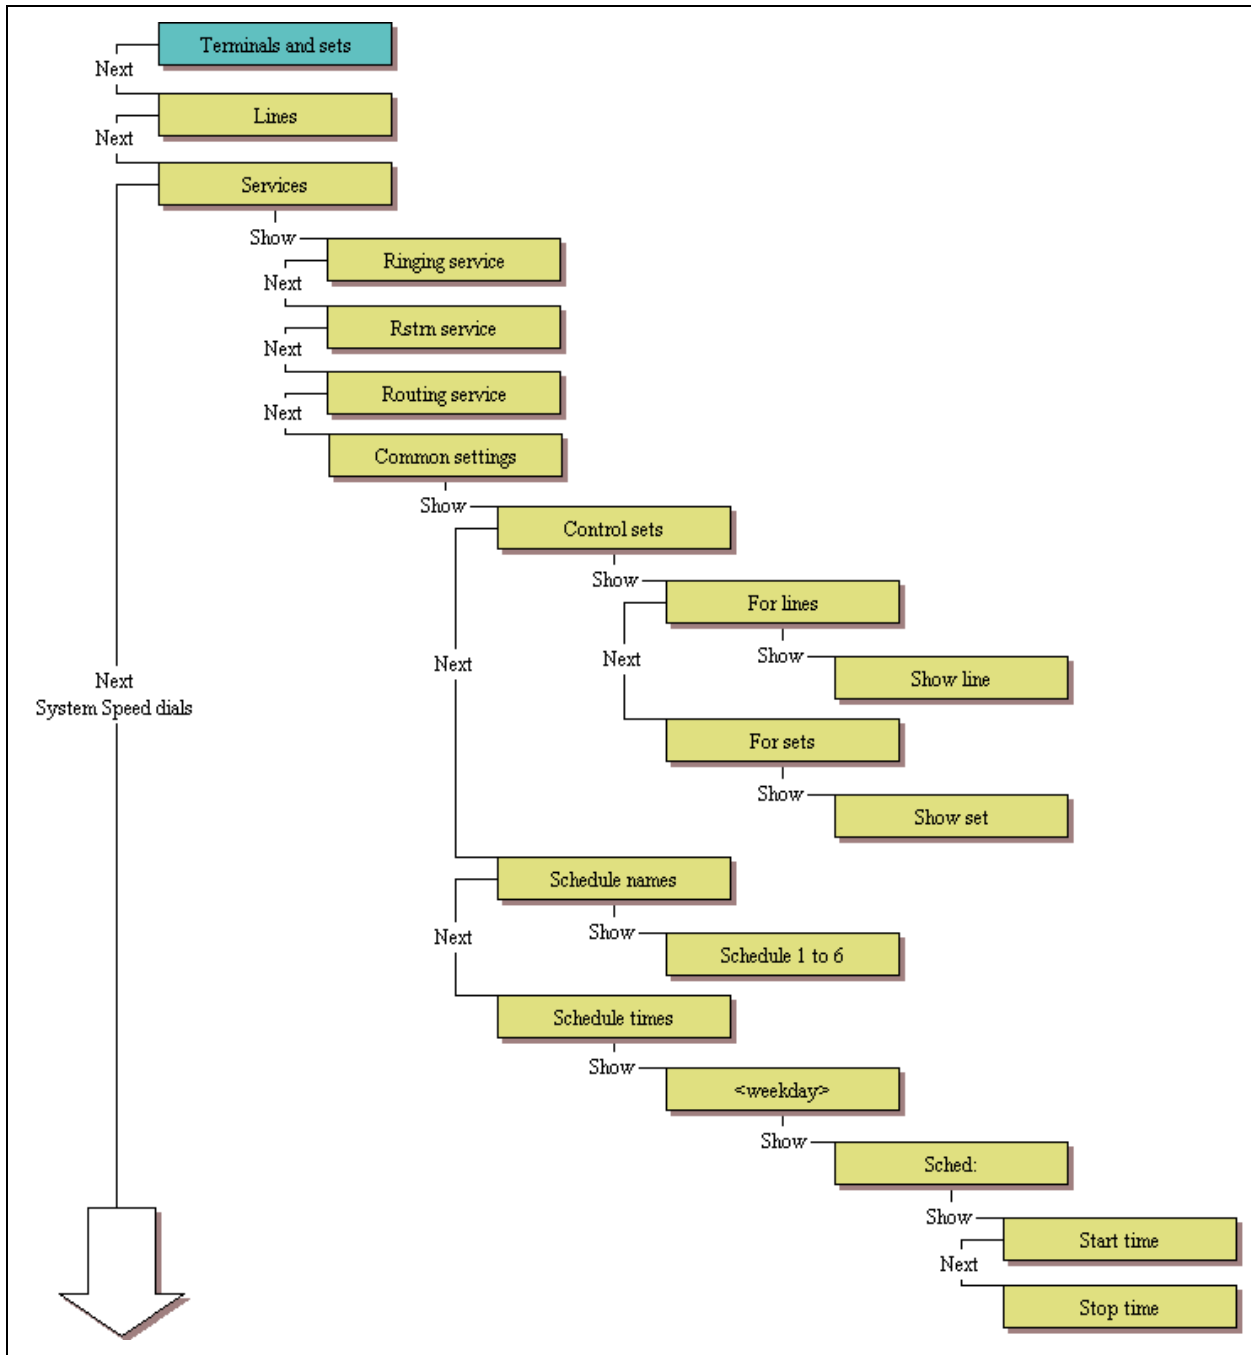 Terminals and sets
Next
Lines
Next
Services
Show
Ringing service
Next
Rstrn service
Next
Routing service
Next
Common settings
Show
Control sets
Show
For lines
Show
Next
Next
Show line
Next
System Speed dials
For sets
Show
Show set
Schedule names
Show
Next
Schedule 1 to 6
Schedule times
Show
<weekday>
Show
Sched:
Show
Start time
Next
Stop time